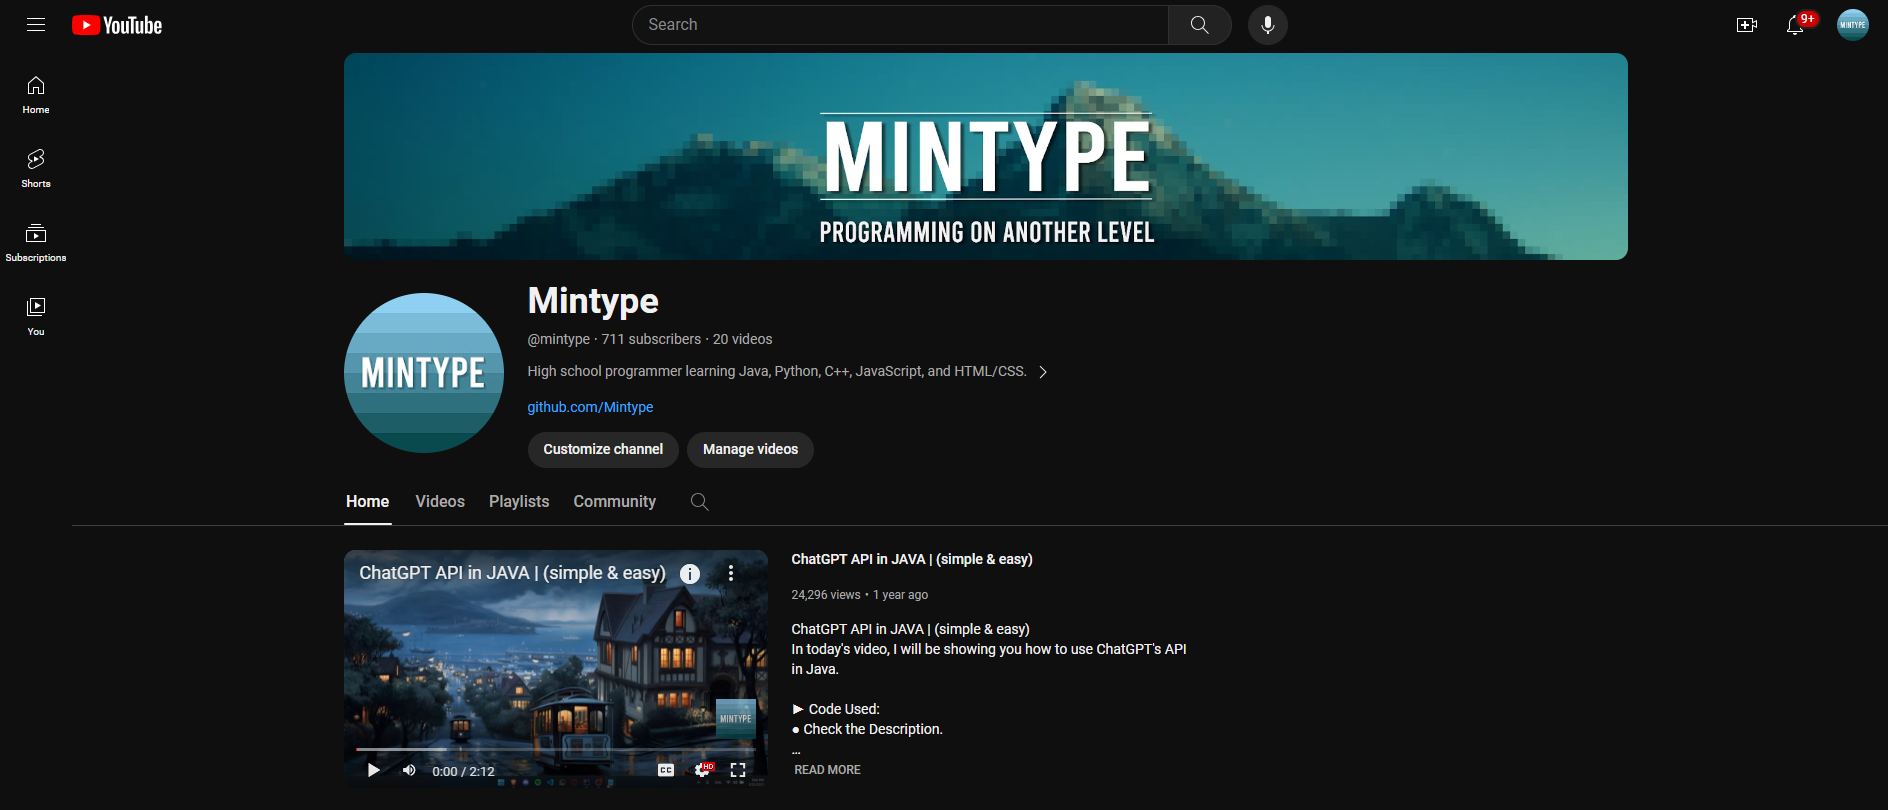 YouTube
Search
9+
MINTYPE
Home
Shorts
Subscriptions
You
MINTYPE
PROGRAMMING ON ANOTHER LEVEL
MINTYPE
Mintype
@mintype · 711 subscribers · 20 videos
High school programmer learning Java, Python, C++, JavaScript, and HTML/CSS.
github.com/Mintype
Customize channel
Manage videos
Home
Videos
Playlists
Community
ChatGPT API in JAVA | (simple & easy)
MINTYPE
0:00 / 2:12
CC
HD
ChatGPT API in JAVA | (simple & easy)
24,296 views • 1 year ago
ChatGPT API in JAVA | (simple & easy)
In today's video, I will be showing you how to use ChatGPT's API
in Java.
► Code Used:
● Check the Description.
...
READ MORE